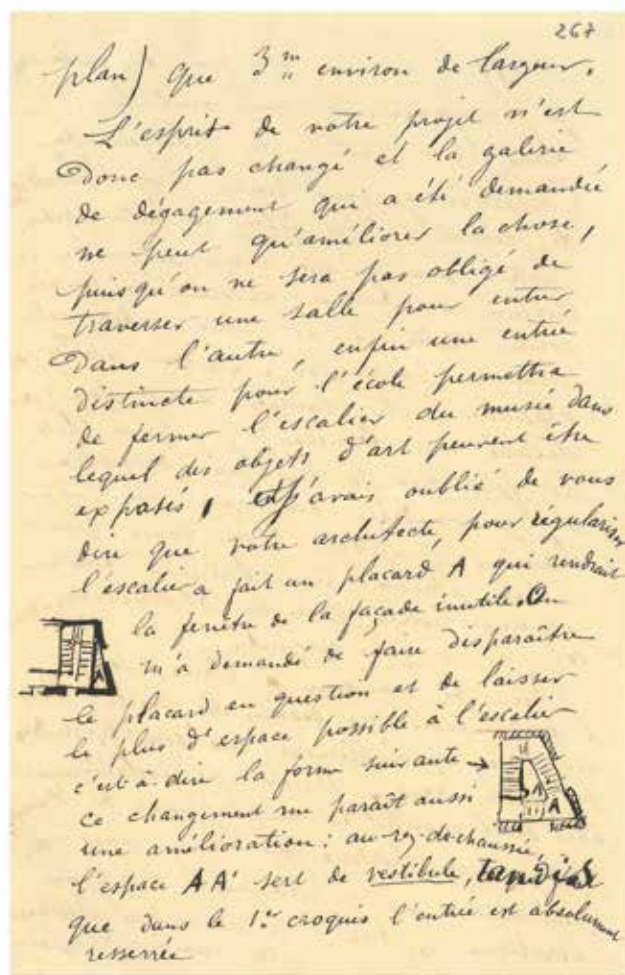 267
plan) que 3m environ de largeur.
L'esprit de votre projet n'est
donc pas changé et la galerie
de dégagement qui a été demandée
ne peut qu'améliorer la chose,
puisqu'on ne sera pas obligé de
traverser une salle pour entrer
dans l'autre, enfin une entrée
distincte pour l'école permettra
de fermer l'escalier du musée dans
lequel des objets d'art peuvent être
exposés, j'avais oublié de vous
dire que votre architecte, pour régulariser
l'escalier a fait un placard A qui rendrait
la fenêtre de la façade inutile. On
A
m'a demandé de faire disparaître
le placard en question et de laisser
le plus d'espace possible à l'escalier
c'est-à-dire la forme suivante →
A
ce changement me paraît aussi
une amélioration : au rez-de-chaussée,
l'espace AA' sert de vestibule, tandis
que dans le 1er croquis l'entrée est absolument
resserrée